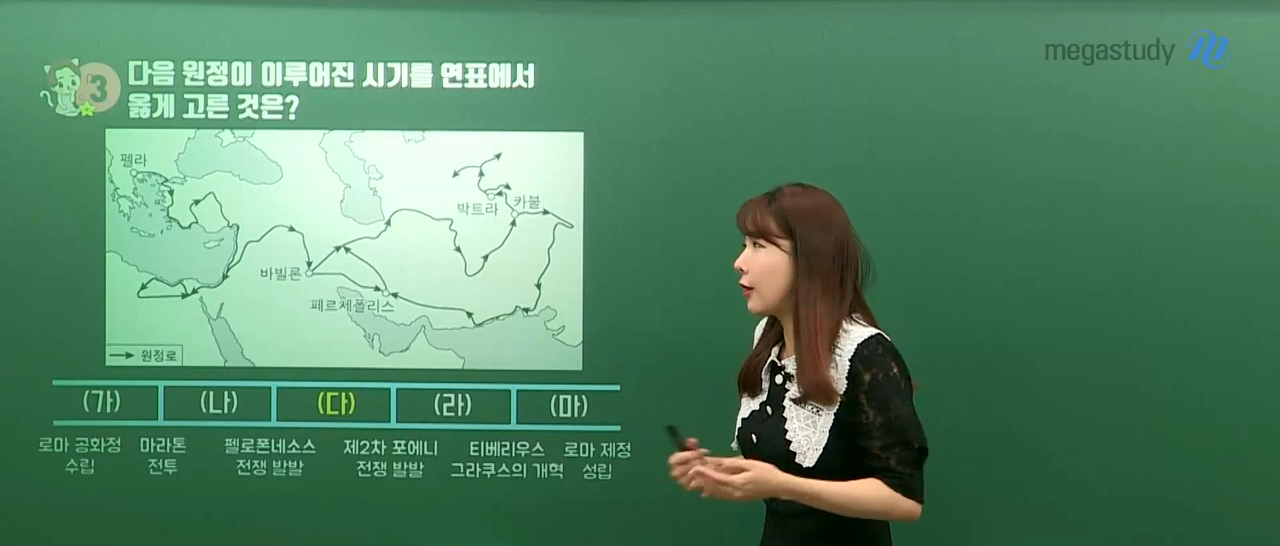 megastudy
3
다음 원정이 이루어진 시기를 연표에서
옳게 고른 것은?
펠라
박트라
카불
바빌론
페르세폴리스
원정로
(가) (나) (다) (라) (마)
로마 공화정
수립
마라톤
전투
펠로폰네소스
전쟁 발발
제2차 포에니
전쟁 발발
티베리우스
그라쿠스의 개혁
로마 제정
성립